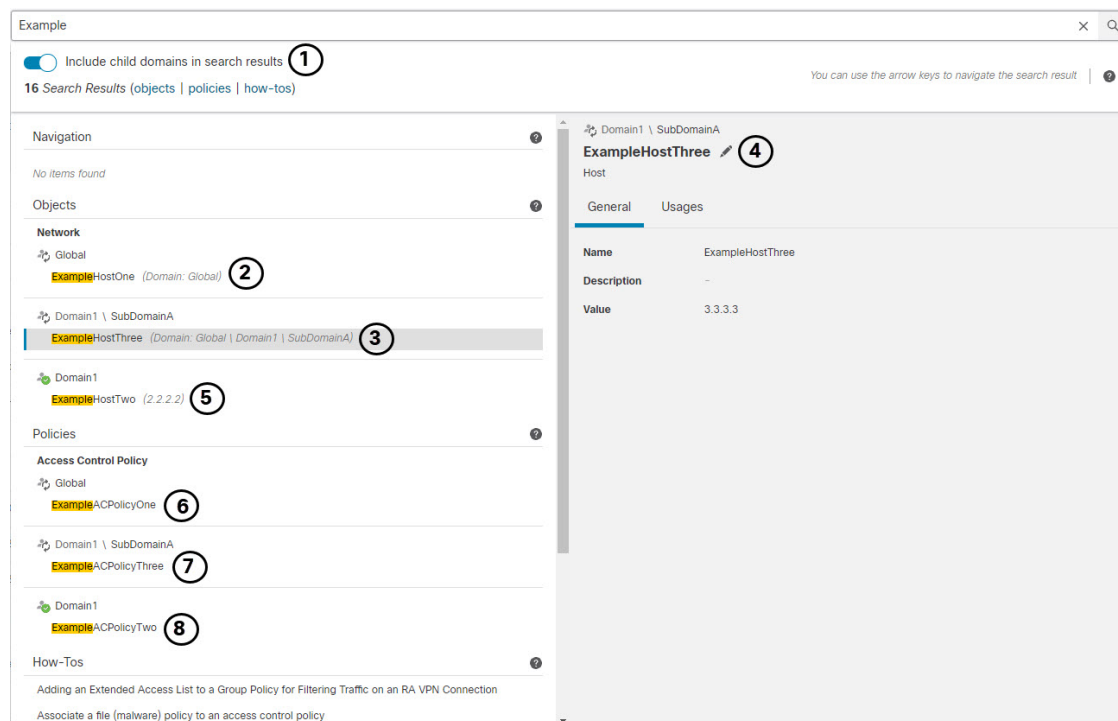 Example
Include child domains in search results 1
16 Search Results (objects | policies | how-tos)
You can use the arrow keys to navigate the search result
Navigation
No items found
Objects
Network
Global
ExampleHostOne (Domain: Global) 2
Domain1 \ SubDomainA
ExampleHostThree (Domain: Global \ Domain1 \ SubDomainA) 3
Domain1
ExampleHostTwo (2.2.2.2) 5
Policies
Access Control Policy
Global
ExampleACPolicyOne 6
Domain1 \ SubDomainA
ExampleACPolicyThree 7
Domain1
ExampleACPolicyTwo 8
How-Tos
Adding an Extended Access List to a Group Policy for Filtering Traffic on an RA VPN Connection
Associate a file (malware) policy to an access control policy
Domain1 \ SubDomainA
ExampleHostThree 4
Host
General Usages
Name ExampleHostThree
Description –
Value 3.3.3.3